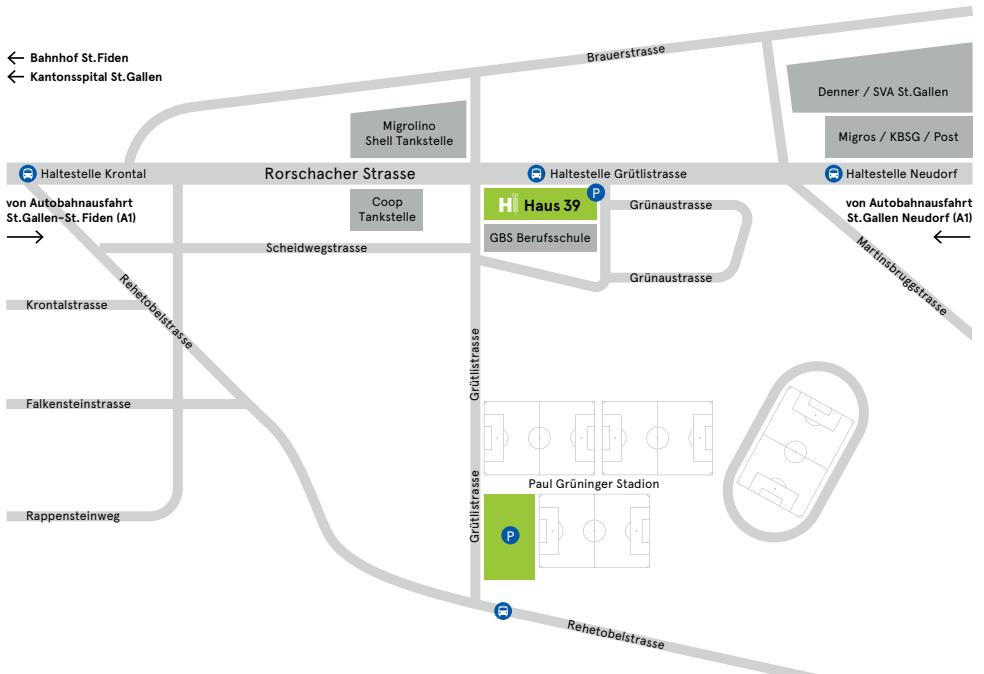 Brauerstrasse
← Bahnhof St.Fiden
← Kantonsspital St.Gallen
Denner / SVA St.Gallen
Migrolino
Shell Tankstelle
Migros / KBSG / Post
Haltestelle Krontal
Rorschacher Strasse
Haltestelle Grütlistrasse
Haltestelle Neudorf
von Autobahnausfahrt
St.Gallen–St. Fiden (A1)
→
Coop
Tankstelle
Hi Haus 39
P
GBS Berufsschule
Grünaustrasse
von Autobahnausfahrt
St.Gallen Neudorf (A1)
←
Scheidwegstrasse
Grünaustrasse
Martinsbruggstrasse
Rehetobelstrasse
Krontalstrasse
Grütlistrasse
Falkensteinstrasse
Paul Grüninger Stadion
Grütlistrasse
Rappensteinweg
P
Rehetobelstrasse